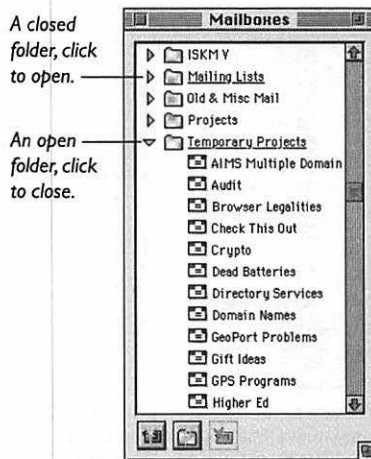 A closed
folder, click
to open.
An open
folder, click
to close.
Mailboxes
ISKM V
Mailing Lists
Old & Misc Mail
Projects
Temporary Projects
AIMS Multiple Domain
Audit
Browser Legalities
Check This Out
Crypto
Dead Batteries
Directory Services
Domain Names
GeoPort Problems
Gift Ideas
GPS Programs
Higher Ed